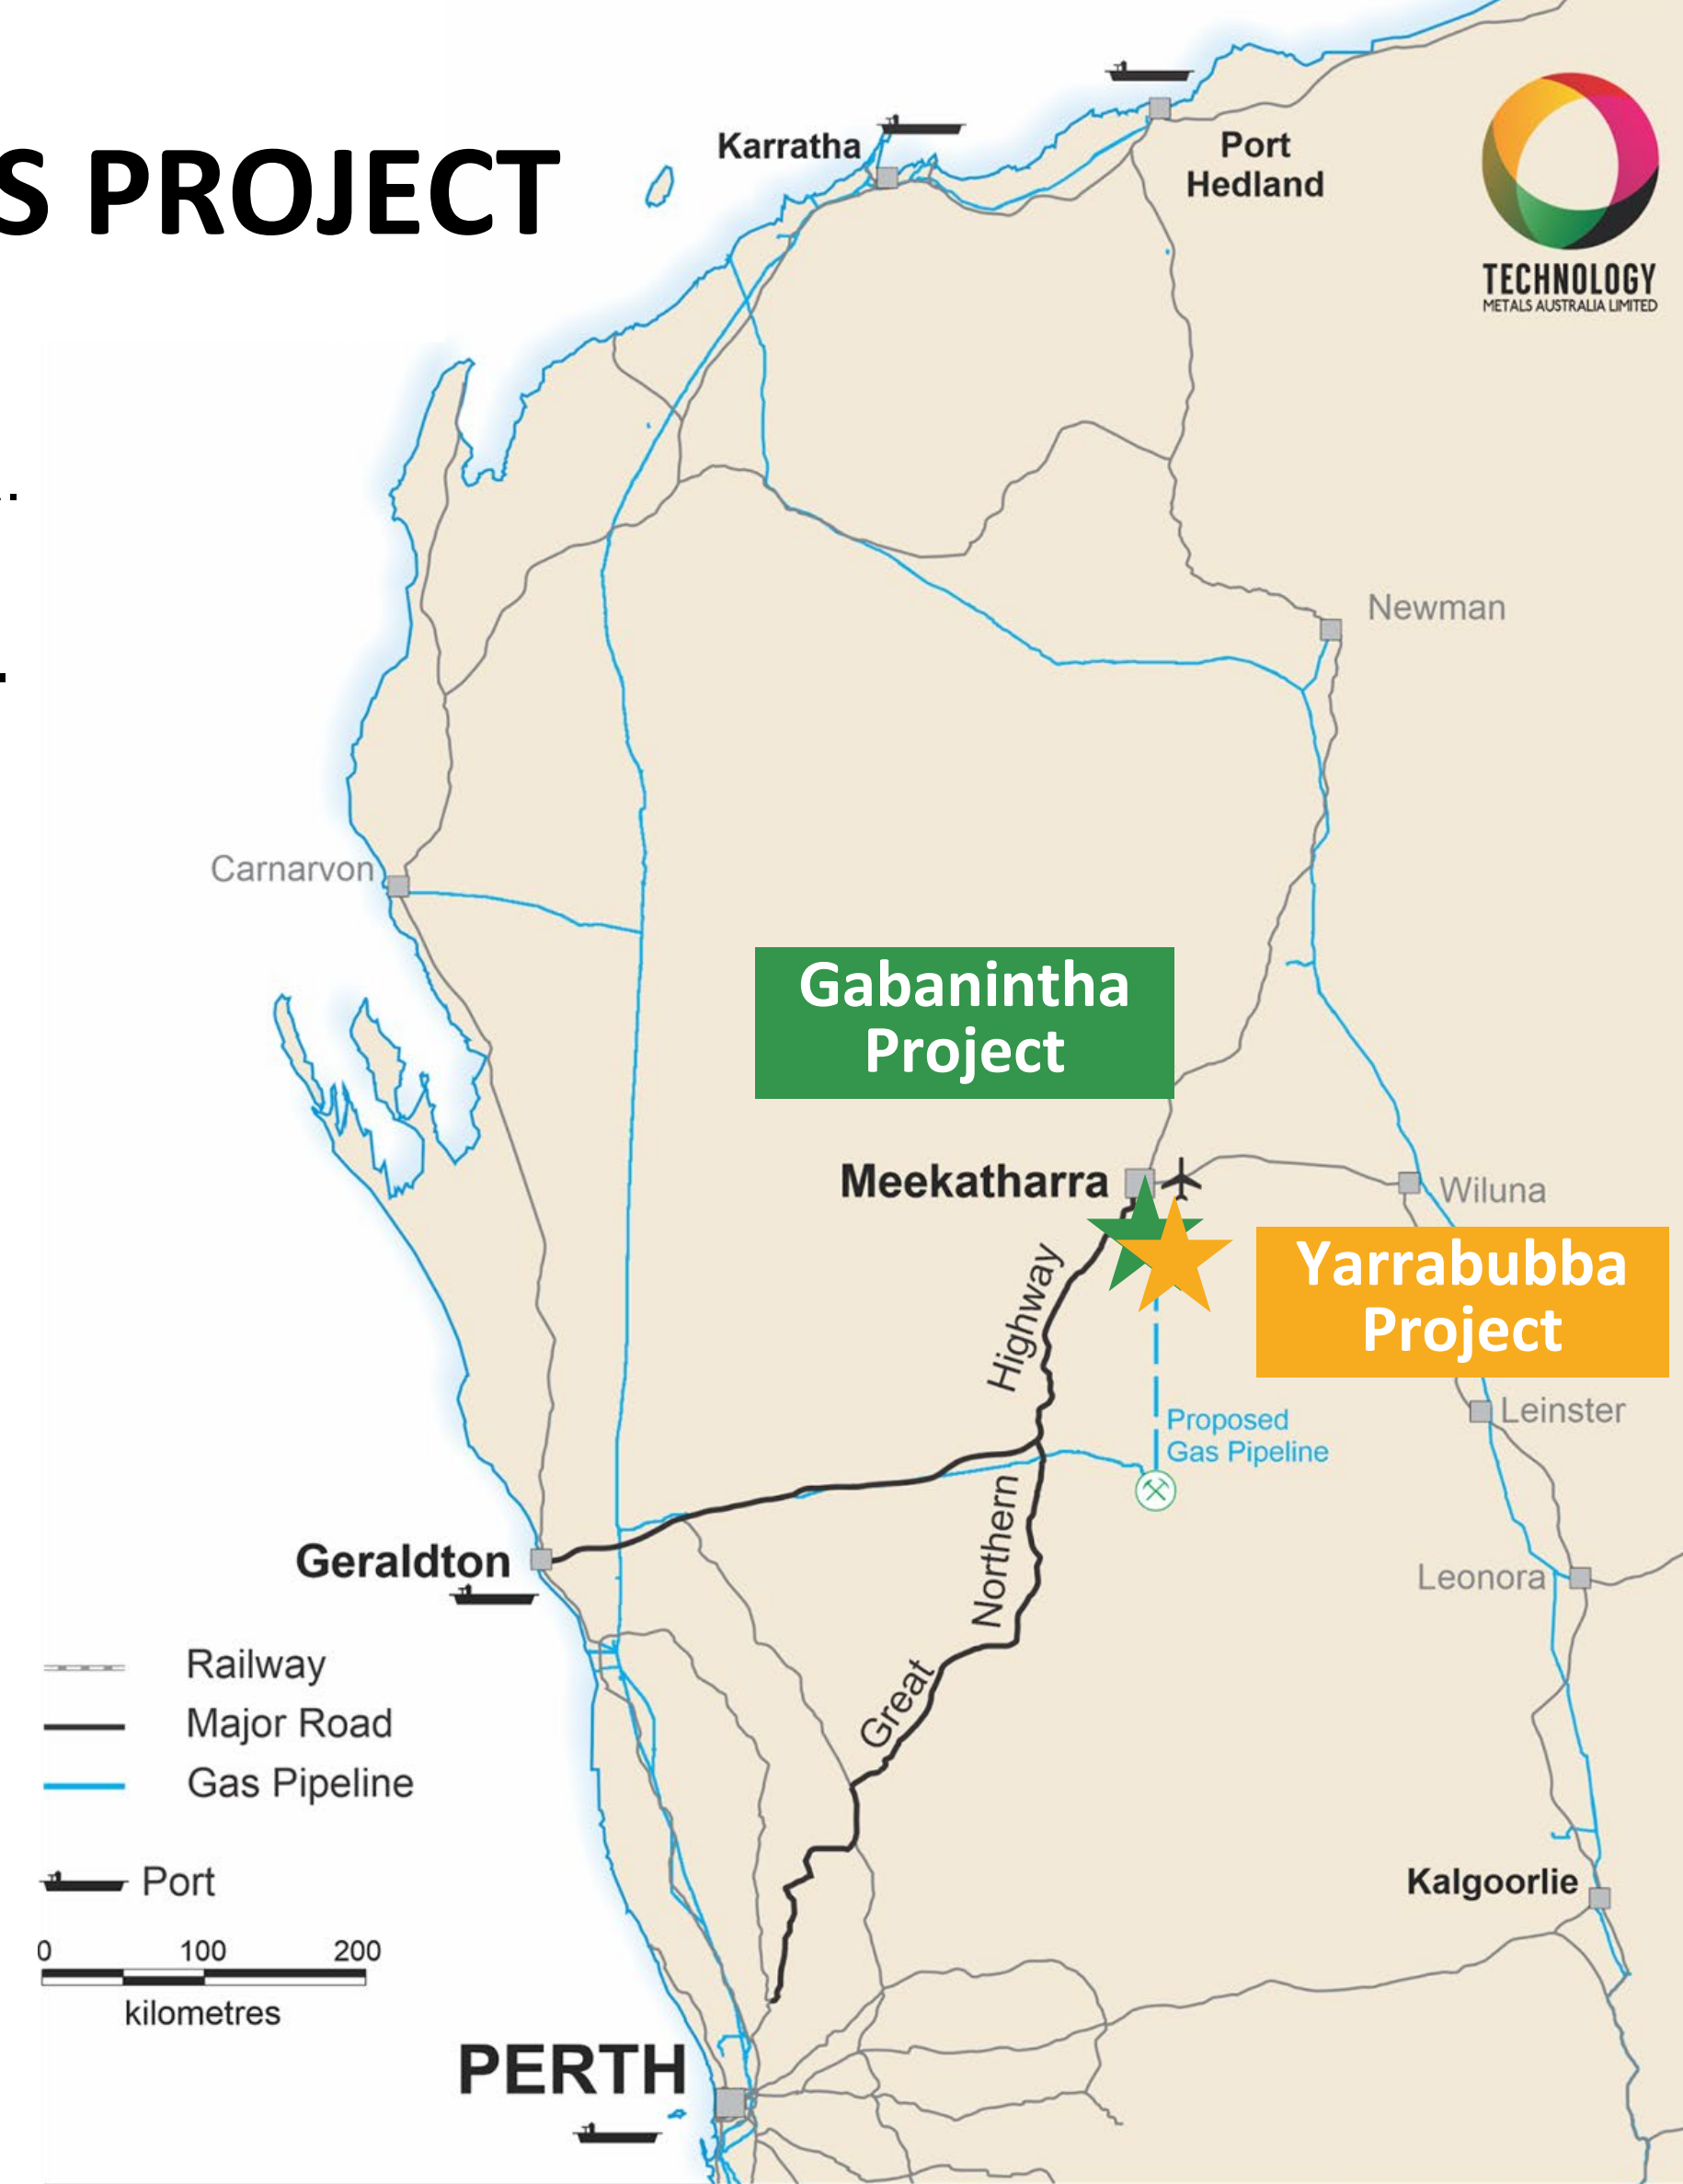 S PROJECT
Karratha
Port
Hedland
TECHNOLOGY
METALS AUSTRALIA LIMITED
Newman
Carnarvon
Gabanintha
Project
Meekatharra
Wiluna
Yarrabubba
Project
Highway
Leinster
Proposed
Gas Pipeline
Northern
Geraldton
Leonora
Great
Railway
Major Road
Gas Pipeline
Port
Kalgoorlie
0 100 200
kilometres
PERTH